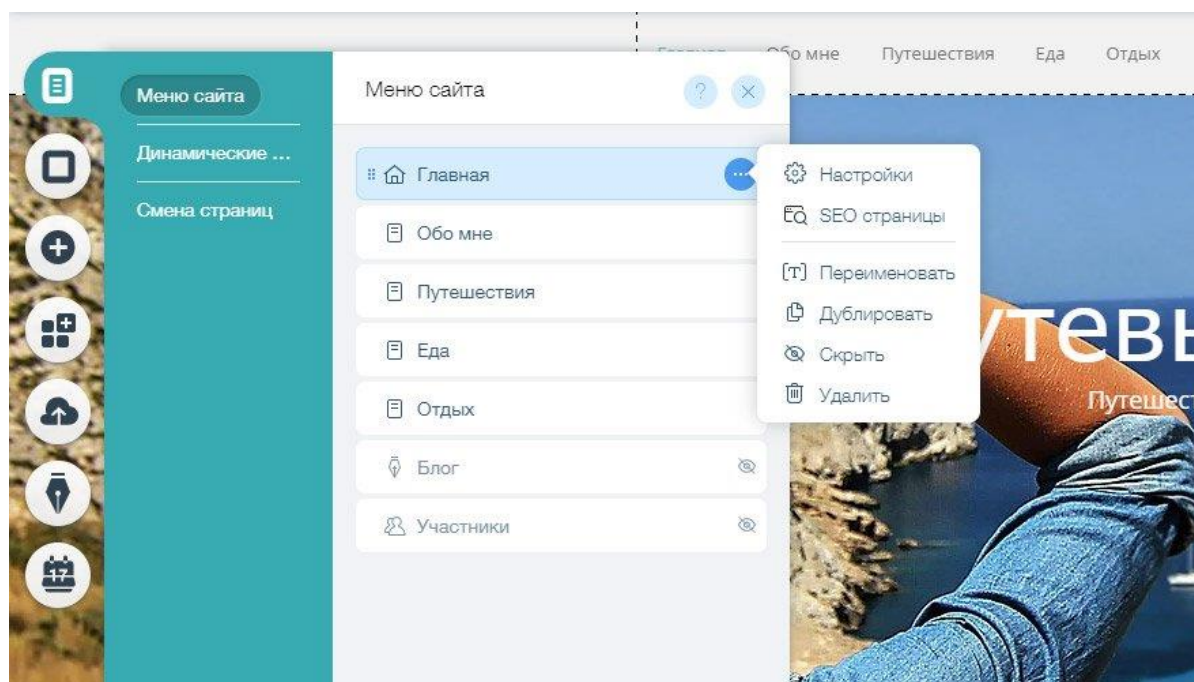 Обо мне Путешествия Еда Отдых
Меню сайта
Динамические ...
Смена страниц
17
Меню сайта
?
Главная
Обо мне
Путешествия
Еда
Отдых
Блог
Участники
Настройки
SEO страницы
[T] Переименовать
Дублировать
Скрыть
Удалить